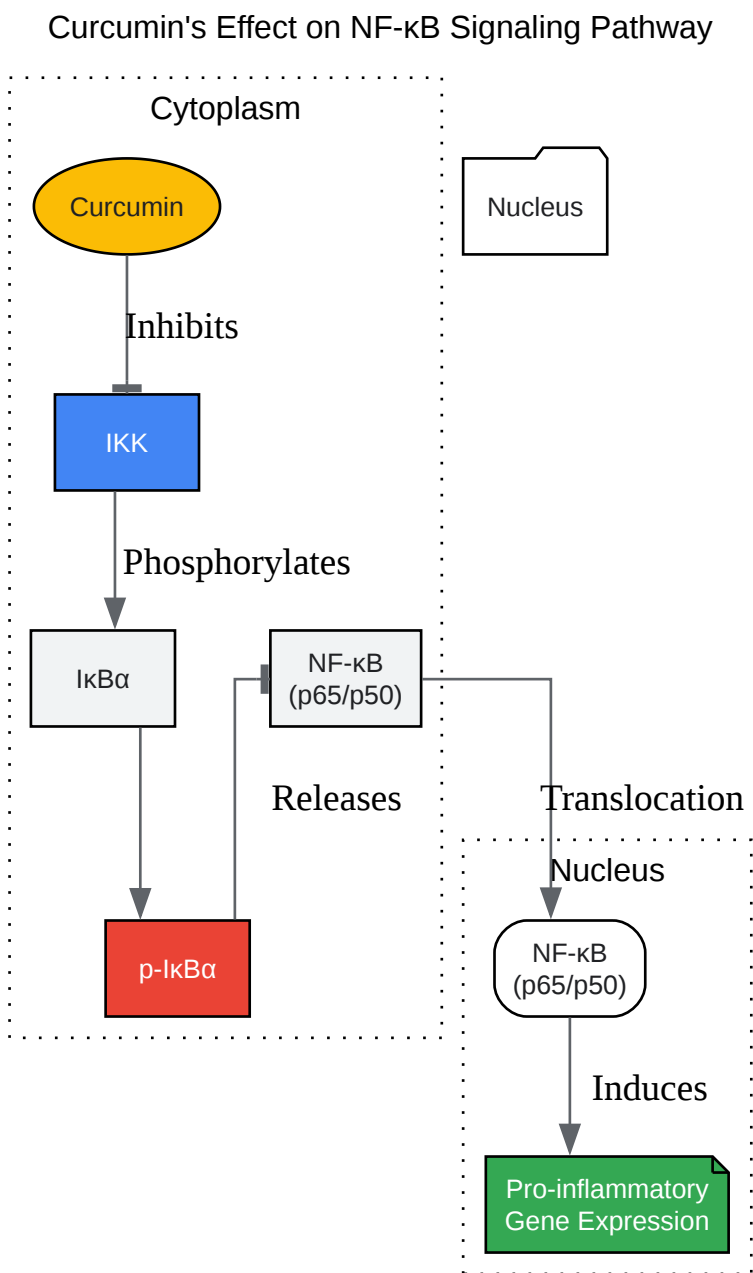 Curcumin's Effect on NF-κB Signaling Pathway
Cytoplasm
Curcumin
Nucleus
Inhibits
IKK
Phosphorylates
IκBα
NF-κB
(p65/p50)
Releases
Translocation
Nucleus
p-IκBα
NF-κB
(p65/p50)
Induces
Pro-inflammatory
Gene Expression